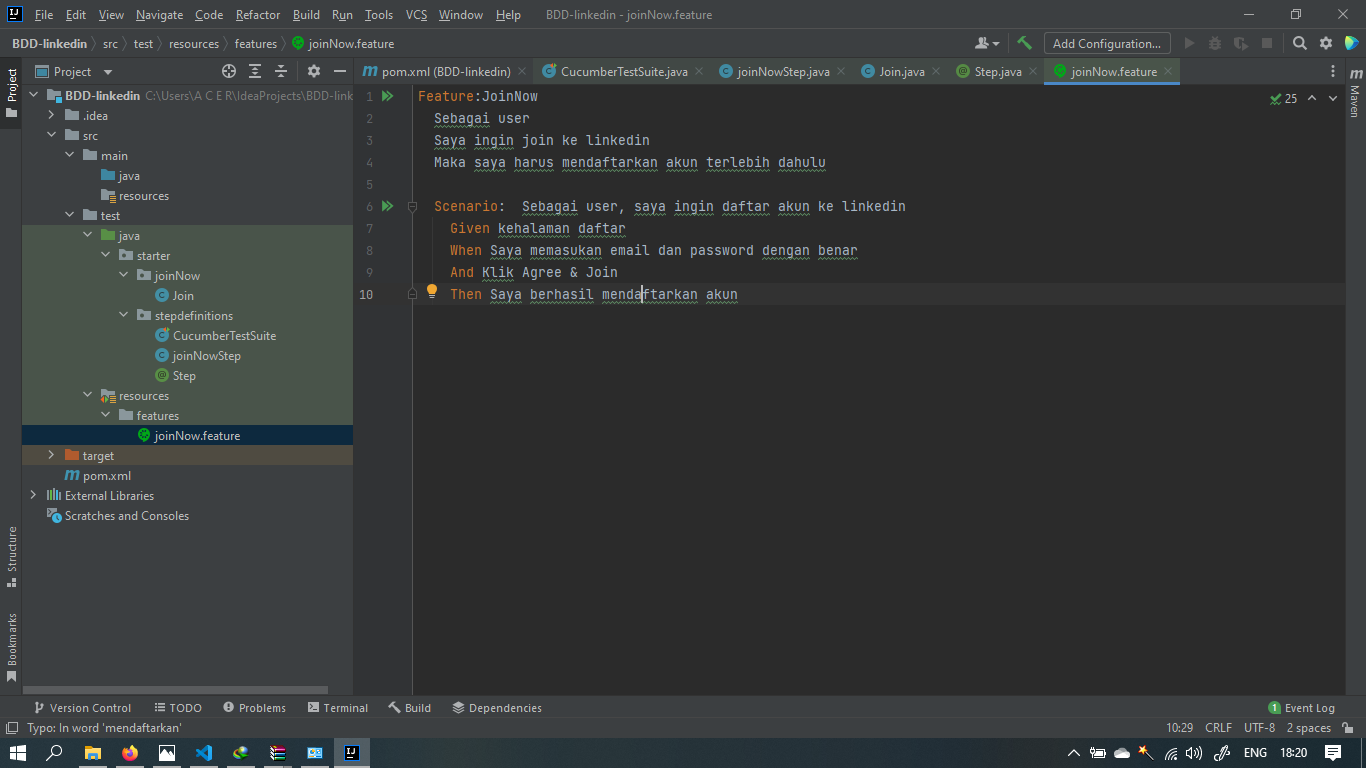 File Edit View Navigate Code Refactor Build Run Tools VCS Window Help BDD-linkedin - joinNow.feature
BDD-linkedin src test resources features joinNow.feature Add Configuration...
Project pom.xml (BDD-linkedin) CucumberTestSuite.java joinNowStep.java Join.java Step.java joinNow.feature
Project
Structure
Bookmarks
BDD-linkedin C:\Users\A C E R\IdeaProjects\BDD-link
.idea
src
main
java
resources
test
java
starter
joinNow
Join
stepdefinitions
CucumberTestSuite
joinNowStep
Step
resources
features
joinNow.feature
target
pom.xml
External Libraries
Scratches and Consoles
1 Feature:JoinNow
2 Sebagai user
3 Saya ingin join ke linkedin
4 Maka saya harus mendaftarkan akun terlebih dahulu
5
6 Scenario:  Sebagai user, saya ingin daftar akun ke linkedin
7 Given kehalaman daftar
8 When Saya memasukan email dan password dengan benar
9 And Klik Agree & Join
10 Then Saya berhasil mendaftarkan akun
25
Maven
Version Control TODO Problems Terminal Build Dependencies 1 Event Log
Typo: In word 'mendaftarkan' 10:29 CRLF UTF-8 2 spaces
ENG 18:20